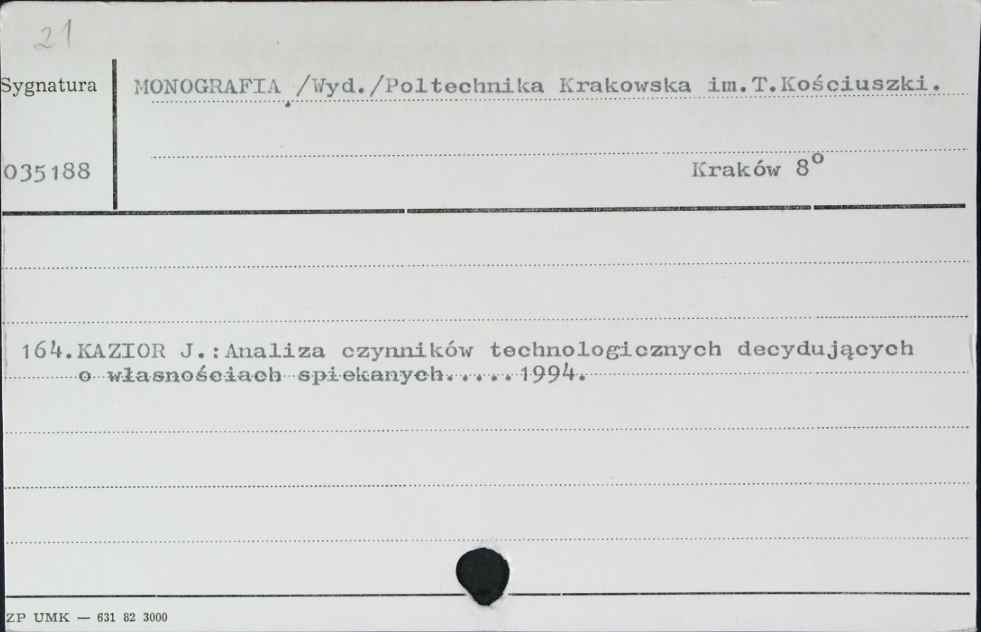 21
Sygnatura
MONOGRAFIA /Wyd./Poltechnika Krakowska im.T.Kościuszki.
035188
Kraków 8°
164.KAZIOR J.:Analiza czynników technologicznych decydujących
o własnościach spiekanych.....1994.
ZP UMK — 631 82 3000